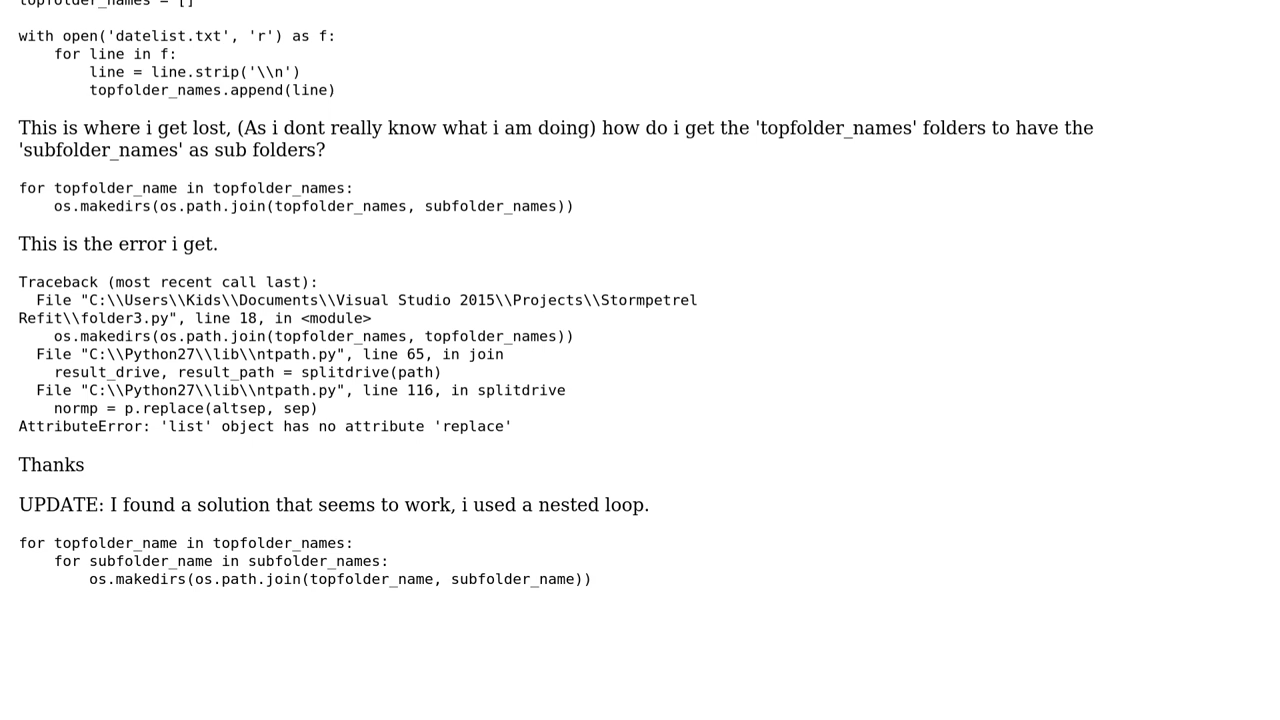 topfolder_names = []
with open('datelist.txt', 'r') as f:
    for line in f:
        line = line.strip('\\n')
        topfolder_names.append(line)
This is where i get lost, (As i dont really know what i am doing) how do i get the 'topfolder_names' folders to have the
'subfolder_names' as sub folders?
for topfolder_name in topfolder_names:
    os.makedirs(os.path.join(topfolder_names, subfolder_names))
This is the error i get.
Traceback (most recent call last):
  File "C:\\Users\\Kids\\Documents\\Visual Studio 2015\\Projects\\Stormpetrel
Refit\\folder3.py", line 18, in <module>
    os.makedirs(os.path.join(topfolder_names, topfolder_names))
  File "C:\\Python27\\lib\\ntpath.py", line 65, in join
    result_drive, result_path = splitdrive(path)
  File "C:\\Python27\\lib\\ntpath.py", line 116, in splitdrive
    normp = p.replace(altsep, sep)
AttributeError: 'list' object has no attribute 'replace'
Thanks
UPDATE: I found a solution that seems to work, i used a nested loop.
for topfolder_name in topfolder_names:
    for subfolder_name in subfolder_names:
        os.makedirs(os.path.join(topfolder_name, subfolder_name))